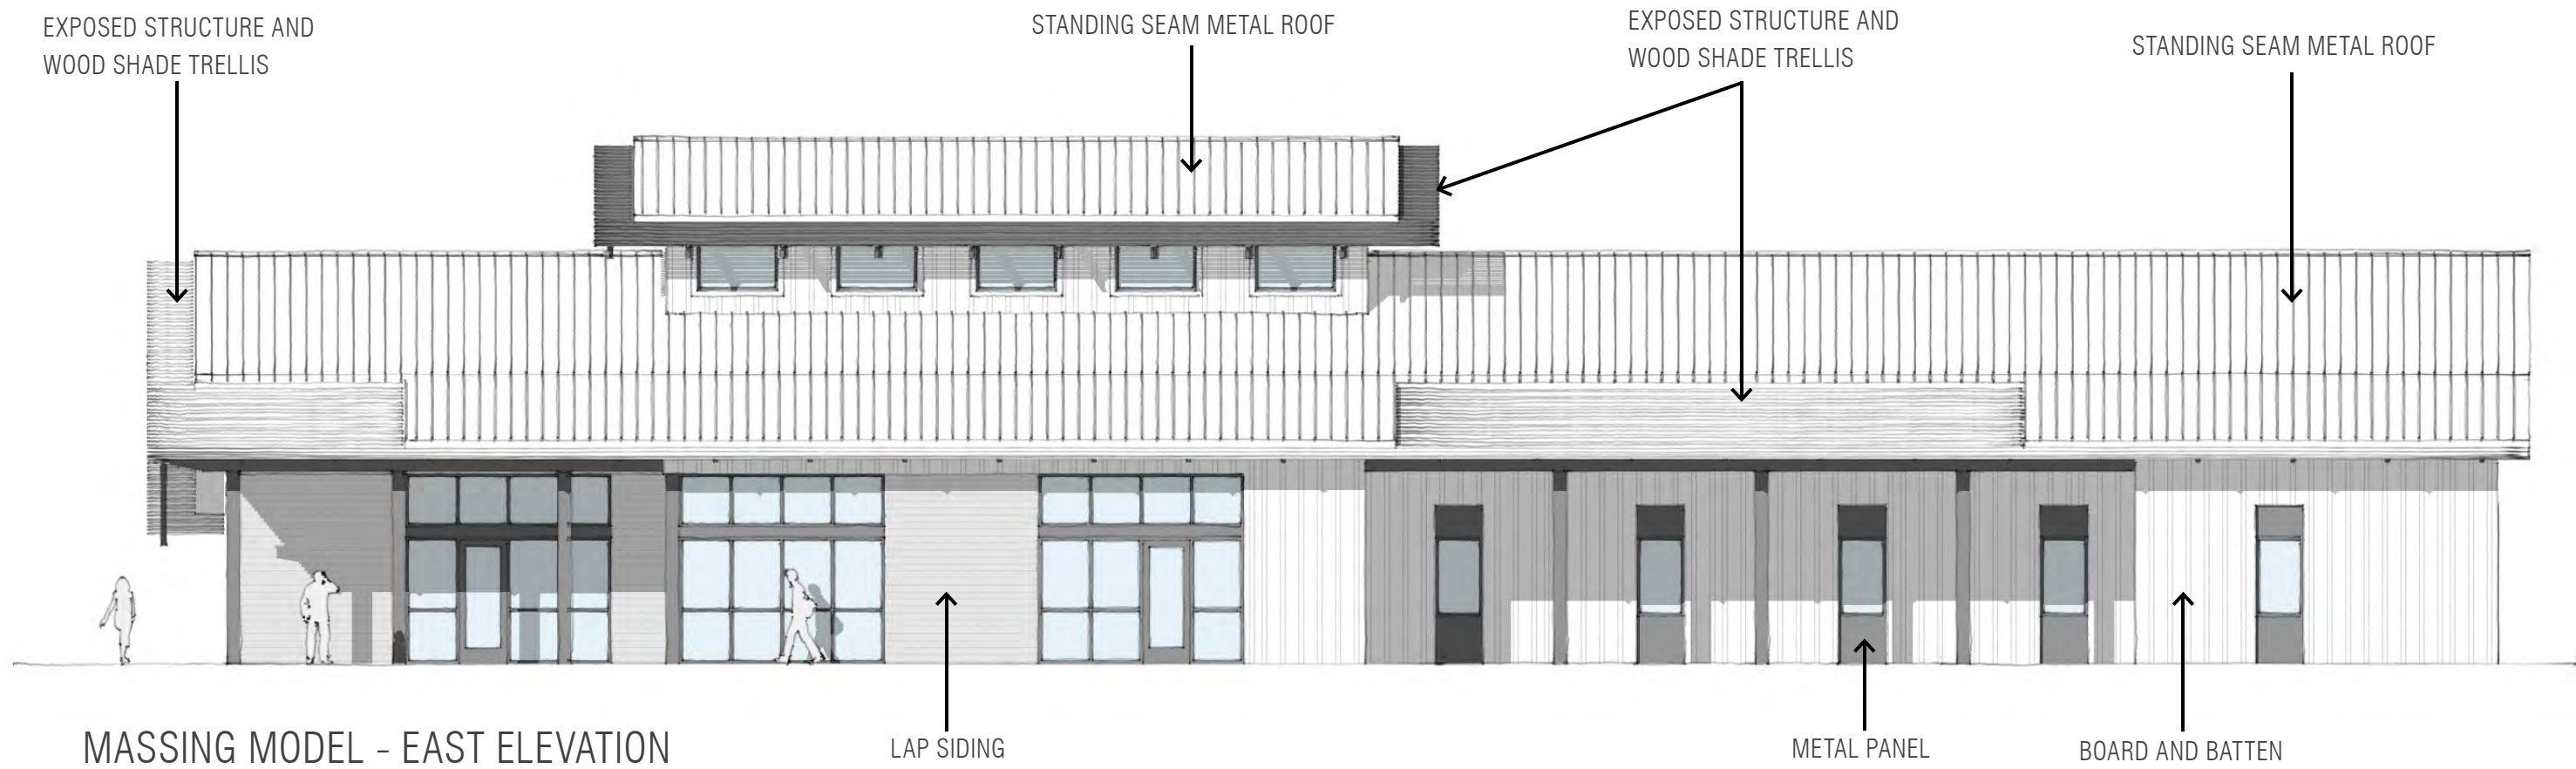 EXPOSED STRUCTURE AND
WOOD SHADE TRELLIS
STANDING SEAM METAL ROOF
EXPOSED STRUCTURE AND
WOOD SHADE TRELLIS
STANDING SEAM METAL ROOF
MASSING MODEL - EAST ELEVATION
LAP SIDING
METAL PANEL
BOARD AND BATTEN